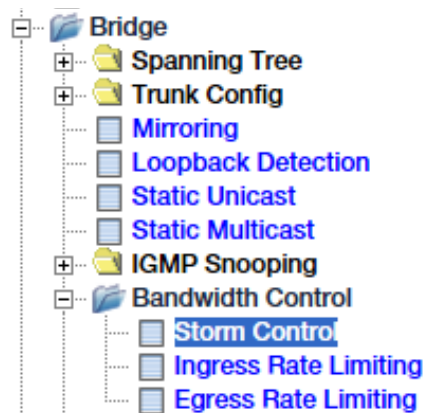 Bridge
Spanning Tree
Trunk Config
Mirroring
Loopback Detection
Static Unicast
Static Multicast
IGMP Snooping
Bandwidth Control
Storm Control
Ingress Rate Limiting
Egress Rate Limiting